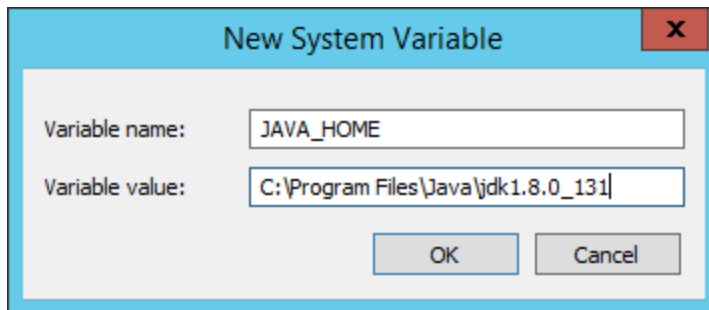 New System Variable
x
Variable name: JAVA_HOME
Variable value: C:\Program Files\Java\jdk1.8.0_131
OK Cancel